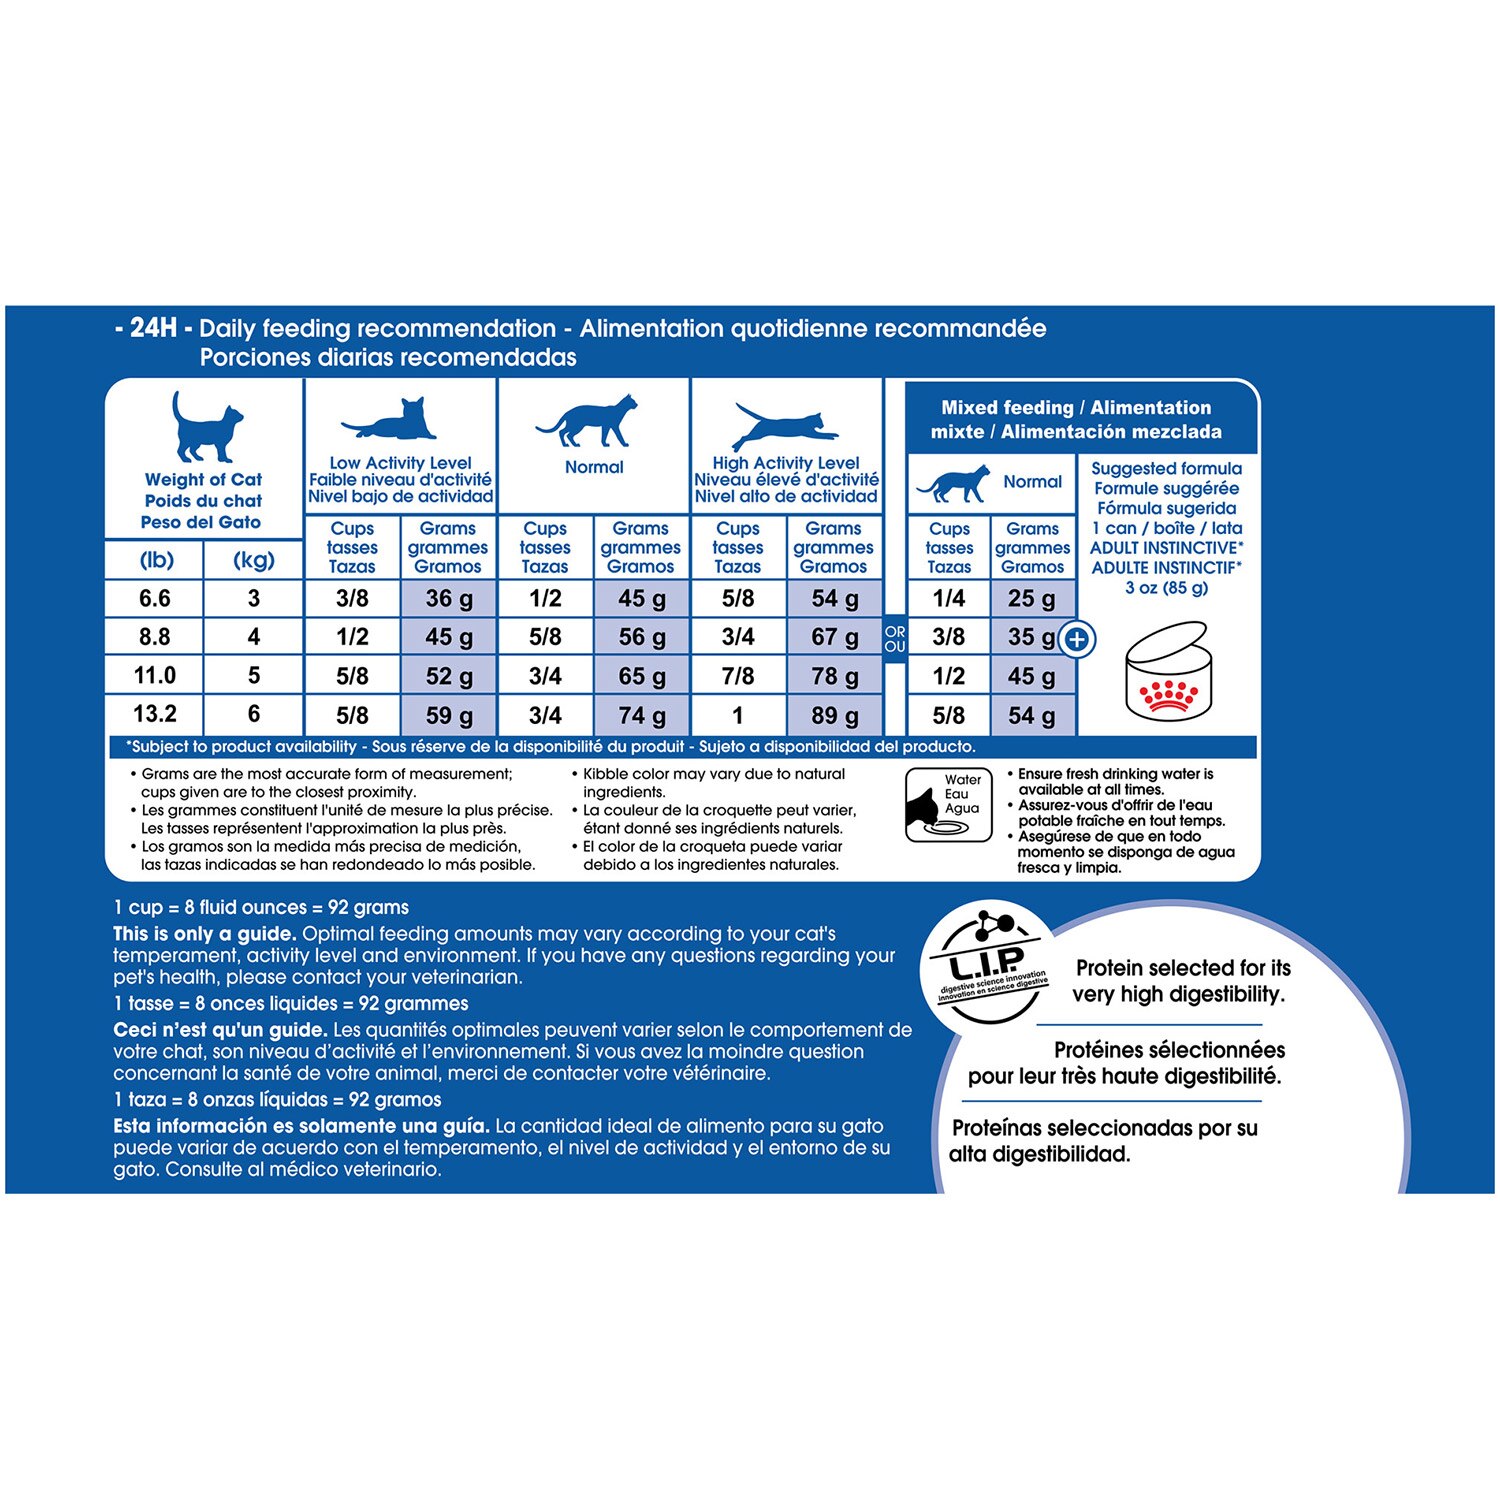 - 24H - Daily feeding recommendation - Alimentation quotidienne recommandée
Porciones diarias recomendadas
Weight of Cat
Poids du chat
Peso del Gato
Low Activity Level
Faible niveau d'activité
Nivel bajo de actividad
Normal
High Activity Level
Niveau élevé d'activité
Nivel alto de actividad
Mixed feeding / Alimentation
mixte / Alimentación mezclada
Normal
Suggested formula
Formule suggérée
Fórmula sugerida
1 can / boîte / lata
ADULT INSTINCTIVE*
ADULTE INSTINCTIF*
3 oz (85 g)
(lb) (kg) Cups Grams Cups Grams Cups Grams Cups Grams
tasses grammes tasses grammes tasses grammes tasses grammes
Tazas Gramos Tazas Gramos Tazas Gramos Tazas Gramos
6.6 3 3/8 36 g 1/2 45 g 5/8 54 g 1/4 25 g
8.8 4 1/2 45 g 5/8 56 g 3/4 67 g OR 3/8 35 g +
OU
11.0 5 5/8 52 g 3/4 65 g 7/8 78 g 1/2 45 g
13.2 6 5/8 59 g 3/4 74 g 1 89 g 5/8 54 g
*Subject to product availability - Sous réserve de la disponibilité du produit - Sujeto a disponibilidad del producto.
• Grams are the most accurate form of measurement;
cups given are to the closest proximity.
• Les grammes constituent l'unité de mesure la plus précise.
Les tasses représentent l'approximation la plus près.
• Los gramos son la medida más precisa de medición,
las tazas indicadas se han redondeado lo más posible.
• Kibble color may vary due to natural
ingredients.
• La couleur de la croquette peut varier,
étant donné ses ingrédients naturels.
• El color de la croqueta puede variar
debido a los ingredientes naturales.
Water
Eau
Agua
• Ensure fresh drinking water is
available at all times.
• Assurez-vous d'offrir de l'eau
potable fraîche en tout temps.
• Asegúrese de que en todo
momento se disponga de agua
fresca y limpia.
1 cup = 8 fluid ounces = 92 grams
This is only a guide. Optimal feeding amounts may vary according to your cat's
temperament, activity level and environment. If you have any questions regarding your
pet's health, please contact your veterinarian.
1 tasse = 8 onces liquides = 92 grammes
Ceci n'est qu'un guide. Les quantités optimales peuvent varier selon le comportement de
votre chat, son niveau d'activité et l'environnement. Si vous avez la moindre question
concernant la santé de votre animal, merci de contacter votre vétérinaire.
1 taza = 8 onzas líquidas = 92 gramos
Esta información es solamente una guía. La cantidad ideal de alimento para su gato
puede variar de acuerdo con el temperamento, el nivel de actividad y el entorno de su
gato. Consulte al médico veterinario.
L.I.P.
digestive science innovation
innovation en science digestive
Protein selected for its
very high digestibility.
Protéines sélectionnées
pour leur très haute digestibilité.
Proteínas seleccionadas por su
alta digestibilidad.